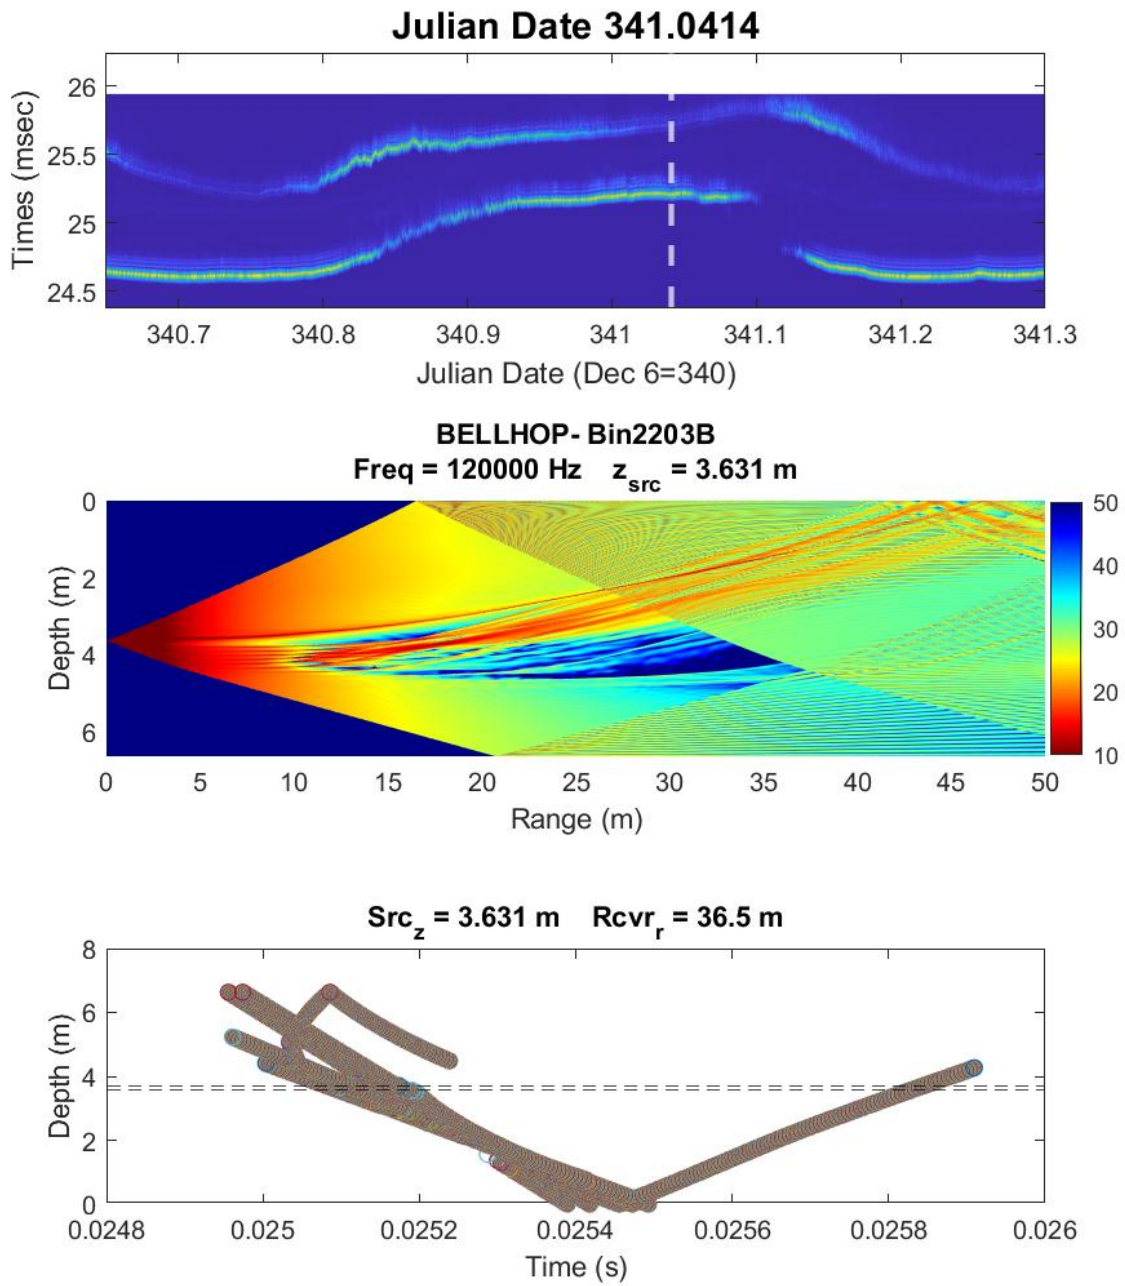 Julian Date 341.0414
26
25.5
25
24.5
Times (msec)
340.7 340.8 340.9 341 341.1 341.2 341.3
Julian Date (Dec 6=340)
BELLHOP- Bin2203B
Freq = 120000 Hz z_src = 3.631 m
0
2
4
6
Depth (m)
0 5 10 15 20 25 30 35 40 45 50
Range (m)
50
40
30
20
10
Src_z = 3.631 m Rcvr_r = 36.5 m
8
6
4
2
0
Depth (m)
0.0248 0.025 0.0252 0.0254 0.0256 0.0258 0.026
Time (s)